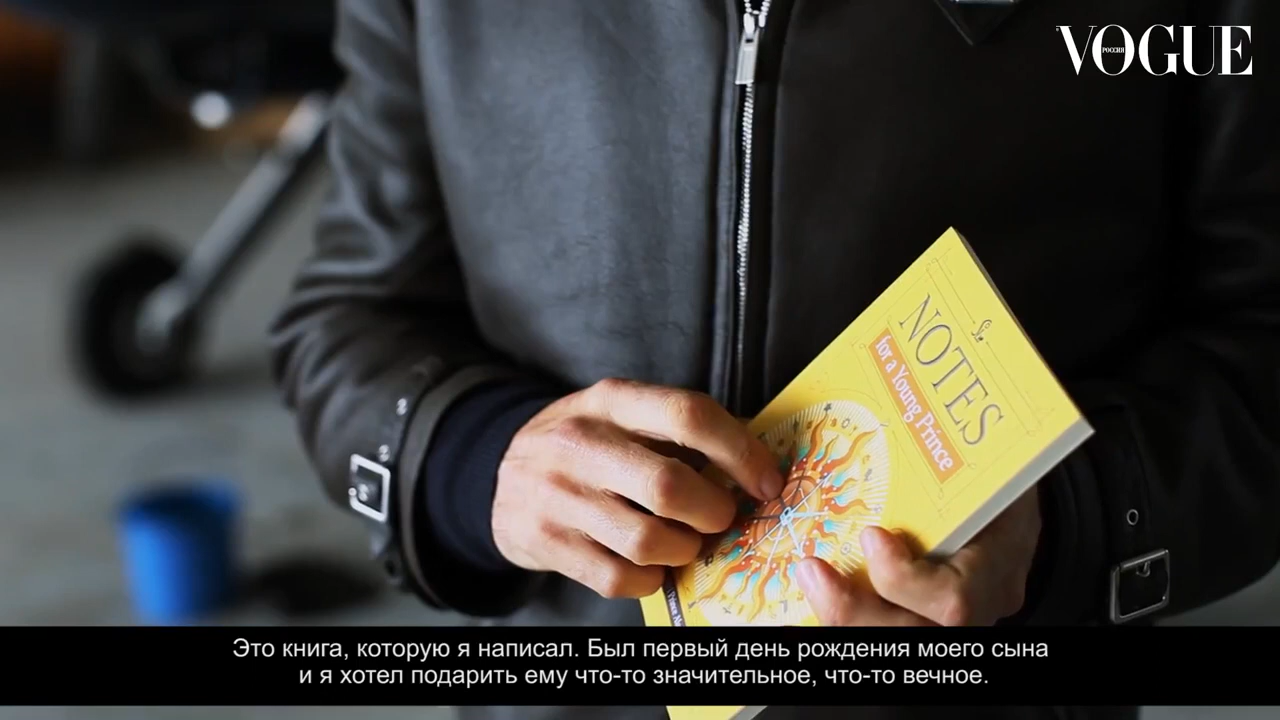 VOGUE
РОССИЯ
NOTES
for a Young Prince
Это книга, которую я написал. Был первый день рождения моего сына
и я хотел подарить ему что-то значительное, что-то вечное.